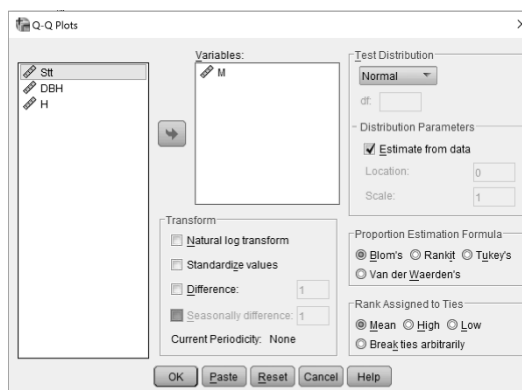 Q-Q Plots
Stt
DBH
H
Variables:
M
Test Distribution
Normal
df:
Distribution Parameters
Estimate from data
Location: 0
Scale: 1
Transform
Natural log transform
Standardize values
Difference: 1
Seasonally difference: 1
Current Periodicity: None
Proportion Estimation Formula
Blom's Rankit Tukey's
Van der Waerden's
Rank Assigned to Ties
Mean High Low
Break ties arbitrarily
OK Paste Reset Cancel Help